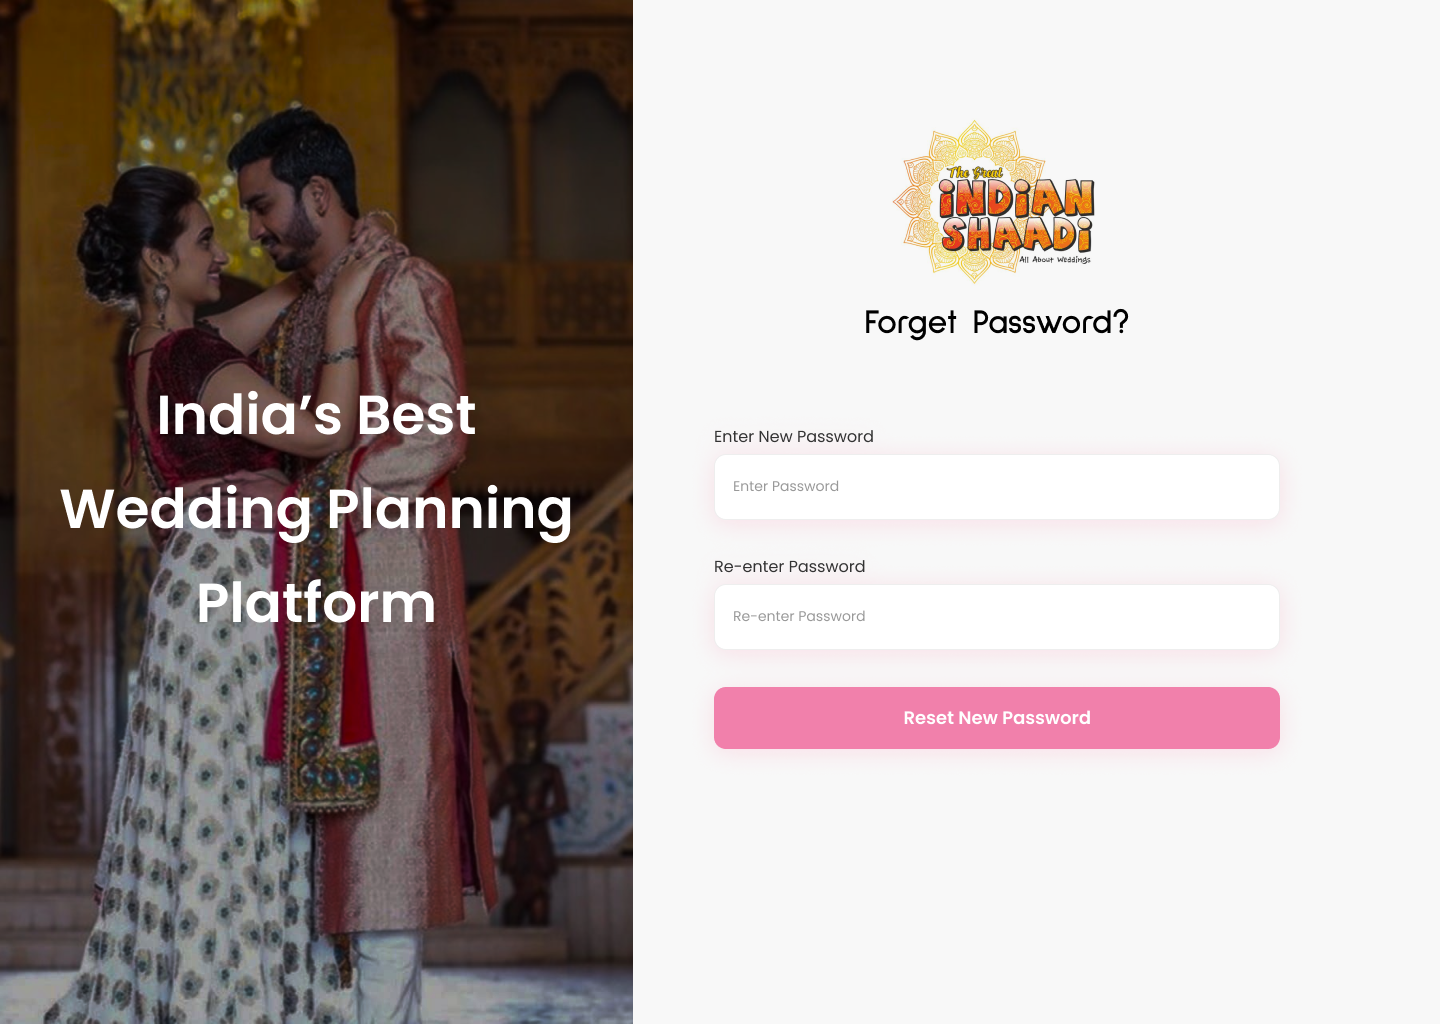 India’s Best
Wedding Planning
Platform
The Great
iNDiAN
SHAADi
All About Weddings
Forget Password?
Enter New Password
Enter Password
Re-enter Password
Re-enter Password
Reset New Password